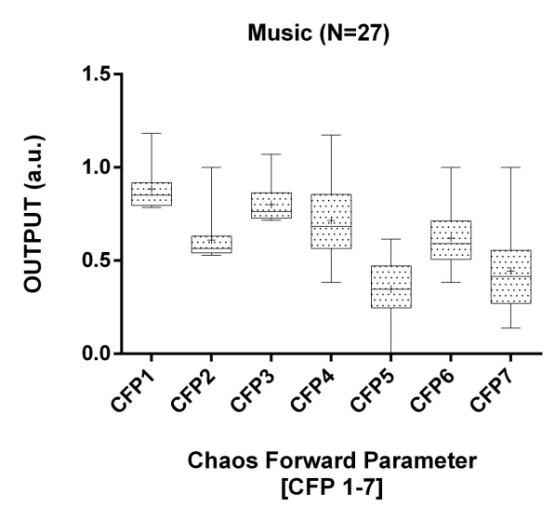 Music (N=27)
OUTPUT (a.u.)
1.5
1.0
0.5
0.0
CFP1
CFP2
CFP3
CFP4
CFP5
CFP6
CFP7
Chaos Forward Parameter
[CFP 1-7]